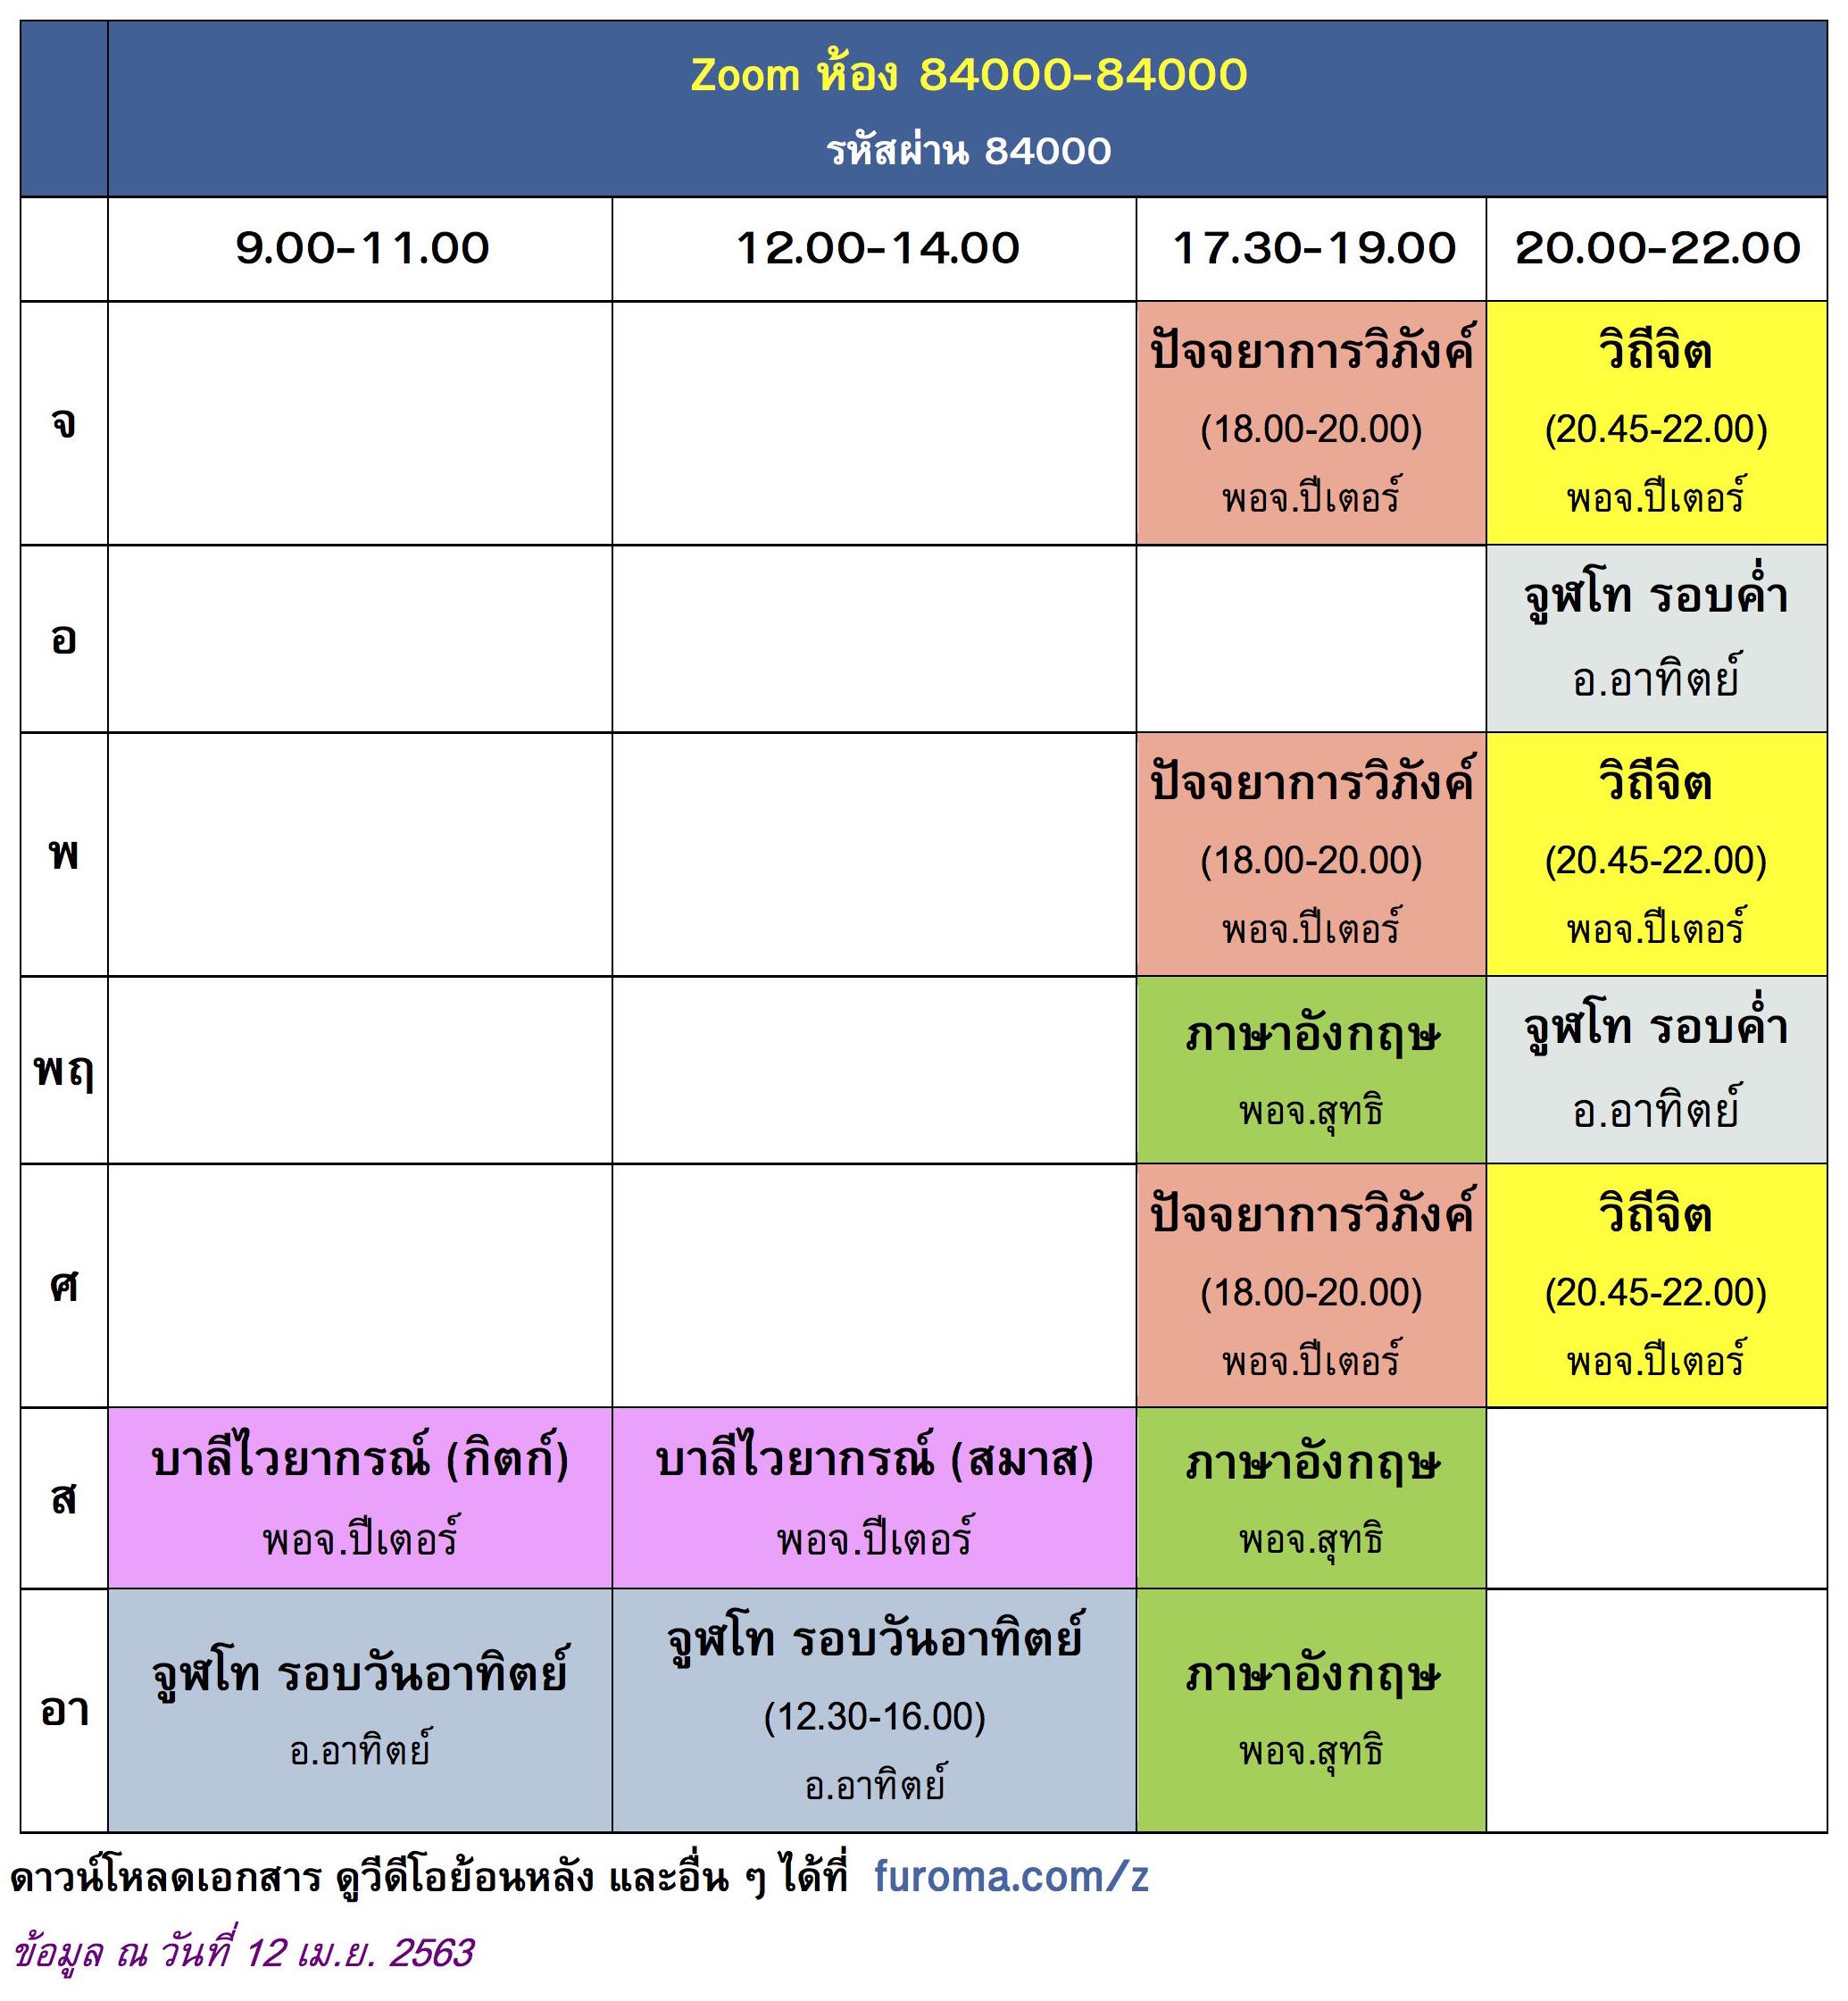 Zoom ห้อง 84000-84000
รหัสผ่าน 84000
9.00-11.00 12.00-14.00 17.30-19.00 20.00-22.00
จ
ปัจจยาการวิภังค์
(18.00-20.00)
พอจ.ปีเตอร์
วิถีจิต
(20.45-22.00)
พอจ.ปีเตอร์
อ
จูฬโท รอบค่ำ
อ.อาทิตย์
พ
ปัจจยาการวิภังค์
(18.00-20.00)
พอจ.ปีเตอร์
วิถีจิต
(20.45-22.00)
พอจ.ปีเตอร์
พฤ
ภาษาอังกฤษ
พอจ.สุทธิ
จูฬโท รอบค่ำ
อ.อาทิตย์
ศ
ปัจจยาการวิภังค์
(18.00-20.00)
พอจ.ปีเตอร์
วิถีจิต
(20.45-22.00)
พอจ.ปีเตอร์
ส
บาลีไวยากรณ์ (กิตก์)
พอจ.ปีเตอร์
บาลีไวยากรณ์ (สมาส)
พอจ.ปีเตอร์
ภาษาอังกฤษ
พอจ.สุทธิ
อา
จูฬโท รอบวันอาทิตย์
อ.อาทิตย์
จูฬโท รอบวันอาทิตย์
(12.30-16.00)
อ.อาทิตย์
ภาษาอังกฤษ
พอจ.สุทธิ
ดาวน์โหลดเอกสาร ดูวีดีโอย้อนหลัง และอื่น ๆ ได้ที่ furoma.com/z
ข้อมูล ณ วันที่ 12 เม.ย. 2563